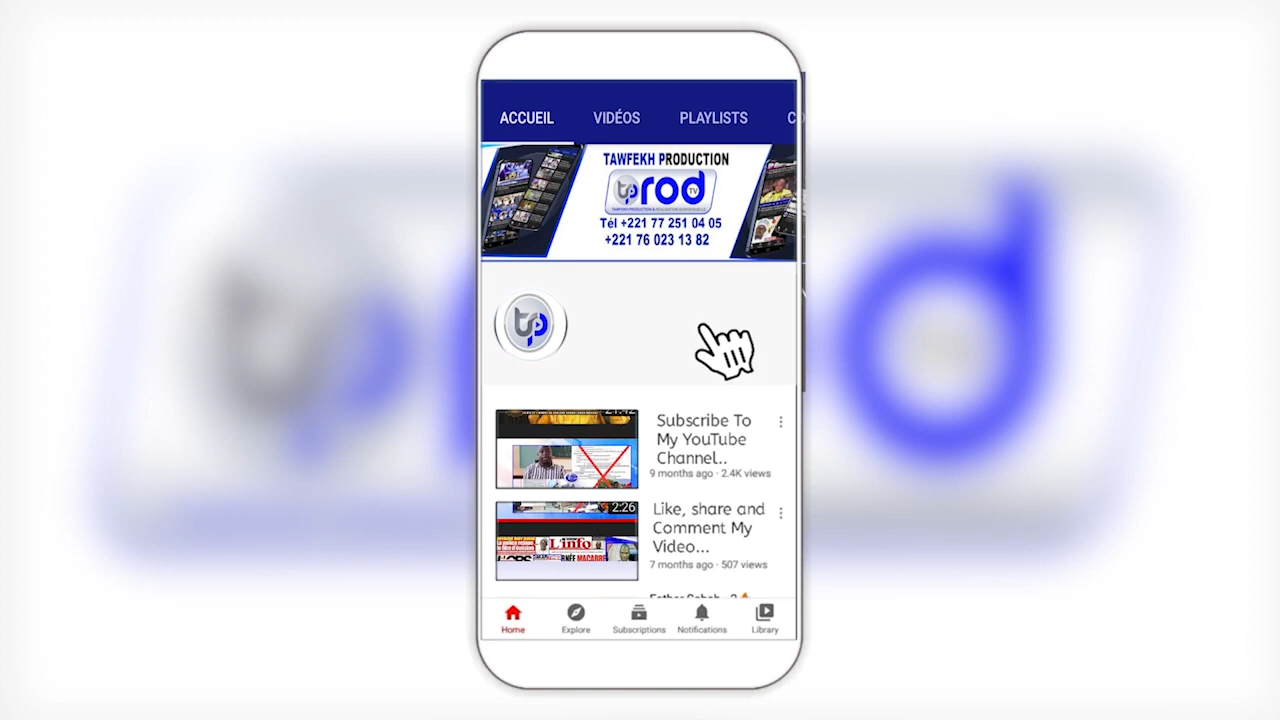 ACCUEIL VIDÉOS PLAYLISTS
TAWFEKH PRODUCTION
tprod TV
Tél +221 77 251 04 05
+221 76 023 13 82
tp
Subscribe To
My YouTube
Channel..
9 months ago · 2.4K views
2:26
L'info
Like, share and
Comment My
Video...
7 months ago · 507 views
Home Explore Subscriptions Notifications Library